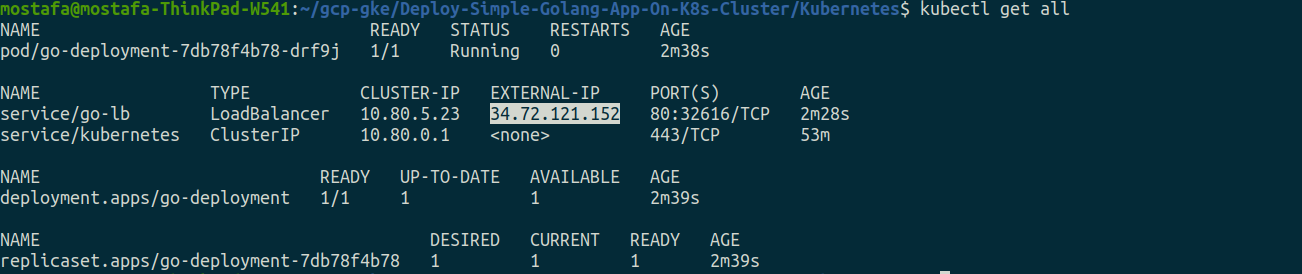 mostafa@mostafa-ThinkPad-W541:~/gcp-gke/Deploy-Simple-Golang-App-On-K8s-Cluster/Kubernetes$ kubectl get all
NAME                                 READY   STATUS    RESTARTS   AGE
pod/go-deployment-7db78f4b78-drf9j   1/1     Running   0          2m38s

NAME                 TYPE           CLUSTER-IP    EXTERNAL-IP     PORT(S)        AGE
service/go-lb        LoadBalancer   10.80.5.23   34.72.121.152   80:32616/TCP   2m28s
service/kubernetes   ClusterIP      10.80.0.1    <none>          443/TCP        53m

NAME                            READY   UP-TO-DATE   AVAILABLE   AGE
deployment.apps/go-deployment   1/1     1            1           2m39s

NAME                                       DESIRED   CURRENT   READY   AGE
replicaset.apps/go-deployment-7db78f4b78   1         1         1       2m39s